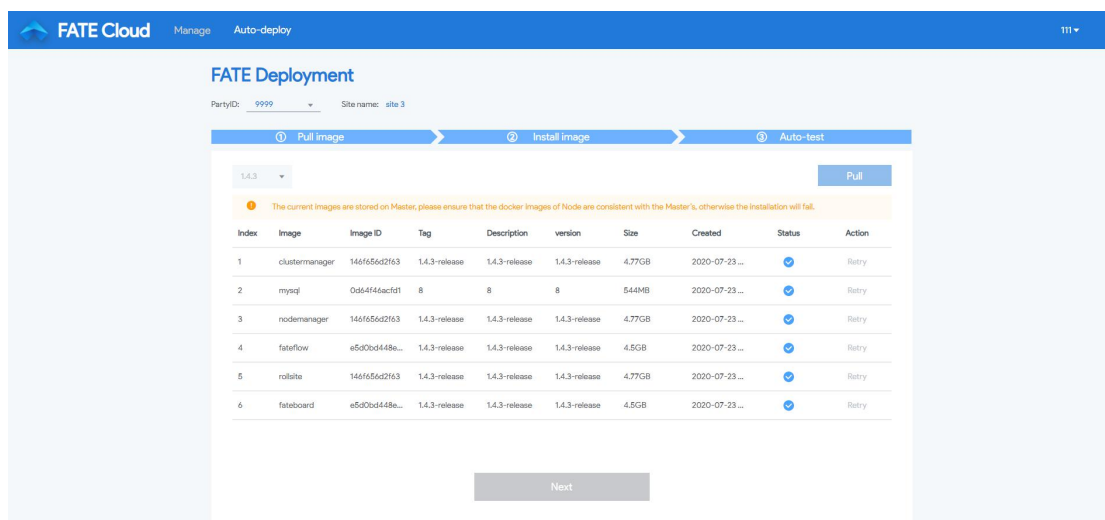 FATE Cloud Manage Auto-deploy 111
FATE Deployment
PartyID: 9999 Site name: site 3
1 Pull image 2 Install image 3 Auto-test
1.4.3 Pull
The current images are stored on Master, please ensure that the docker images of Node are consistent with the Master's, otherwise the installation will fail.
Index Image Image ID Tag Description version Size Created Status Action
1 clustermanager 146f656d2f63 1.4.3-release 1.4.3-release 1.4.3-release 4.77GB 2020-07-23 ... Retry
2 mysql 0d64f46acfd1 8 8 8 544MB 2020-07-23 ... Retry
3 nodemanager 146f656d2f63 1.4.3-release 1.4.3-release 1.4.3-release 4.77GB 2020-07-23 ... Retry
4 fateflow e5d0bd448e... 1.4.3-release 1.4.3-release 1.4.3-release 4.5GB 2020-07-23 ... Retry
5 rollsite 146f656d2f63 1.4.3-release 1.4.3-release 1.4.3-release 4.77GB 2020-07-23 ... Retry
6 fateboard e5d0bd448e... 1.4.3-release 1.4.3-release 1.4.3-release 4.5GB 2020-07-23 ... Retry
Next